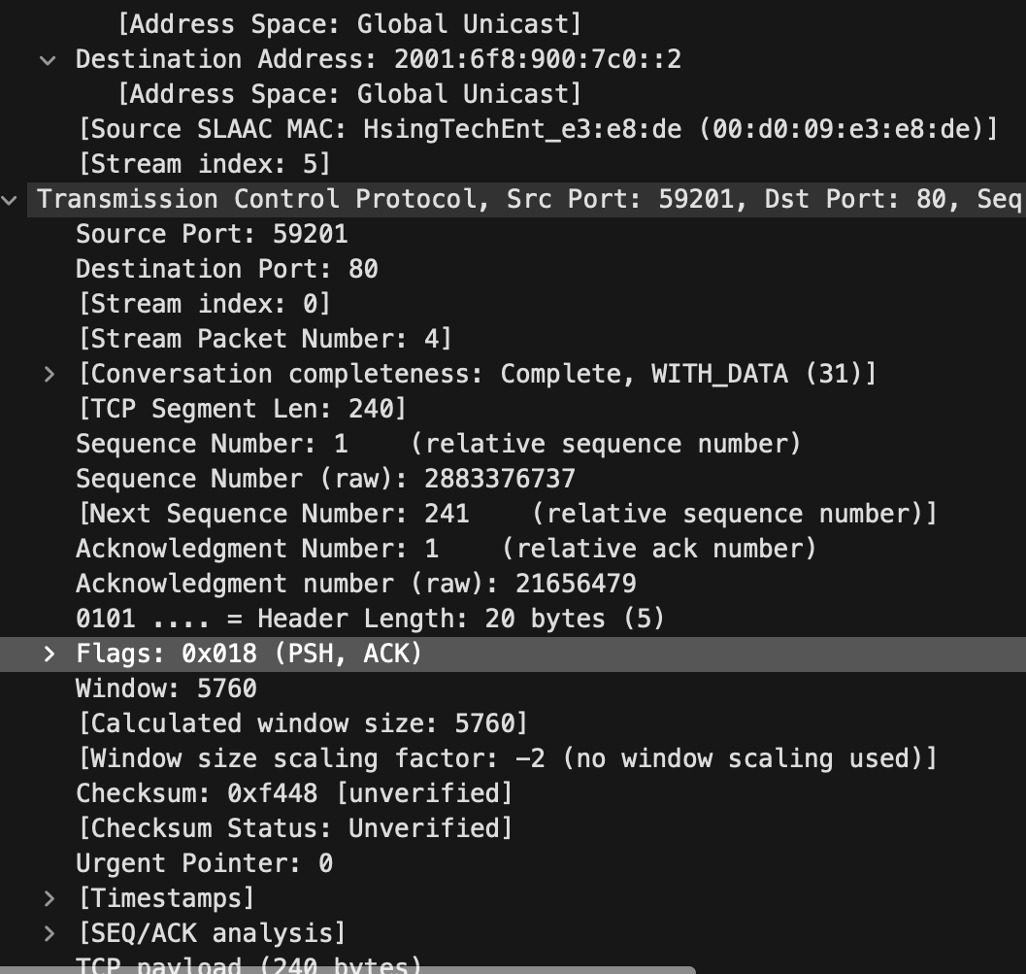 [Address Space: Global Unicast]
Destination Address: 2001:6f8:900:7c0::2
[Address Space: Global Unicast]
[Source SLAAC MAC: HsingTechEnt_e3:e8:de (00:d0:09:e3:e8:de)]
[Stream index: 5]
Transmission Control Protocol, Src Port: 59201, Dst Port: 80, Seq
Source Port: 59201
Destination Port: 80
[Stream index: 0]
[Stream Packet Number: 4]
[Conversation completeness: Complete, WITH_DATA (31)]
[TCP Segment Len: 240]
Sequence Number: 1    (relative sequence number)
Sequence Number (raw): 2883376737
[Next Sequence Number: 241    (relative sequence number)]
Acknowledgment Number: 1    (relative ack number)
Acknowledgment number (raw): 21656479
0101 .... = Header Length: 20 bytes (5)
Flags: 0x018 (PSH, ACK)
Window: 5760
[Calculated window size: 5760]
[Window size scaling factor: -2 (no window scaling used)]
Checksum: 0xf448 [unverified]
[Checksum Status: Unverified]
Urgent Pointer: 0
[Timestamps]
[SEQ/ACK analysis]
TCP payload (240 bytes)